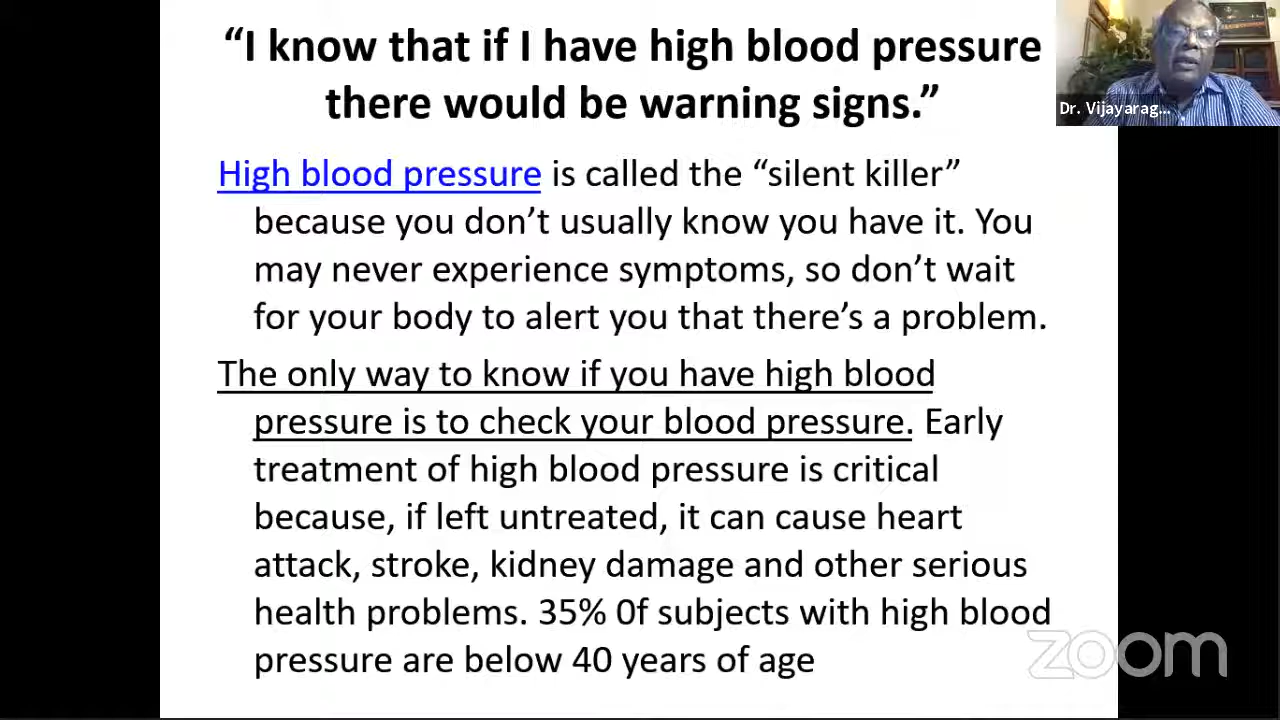 “I know that if I have high blood pressure
there would be warning signs.”
Dr. Vijayarag...
High blood pressure is called the “silent killer”
because you don’t usually know you have it. You
may never experience symptoms, so don’t wait
for your body to alert you that there’s a problem.
The only way to know if you have high blood
pressure is to check your blood pressure. Early
treatment of high blood pressure is critical
because, if left untreated, it can cause heart
attack, stroke, kidney damage and other serious
health problems. 35% 0f subjects with high blood
pressure are below 40 years of age
zoom